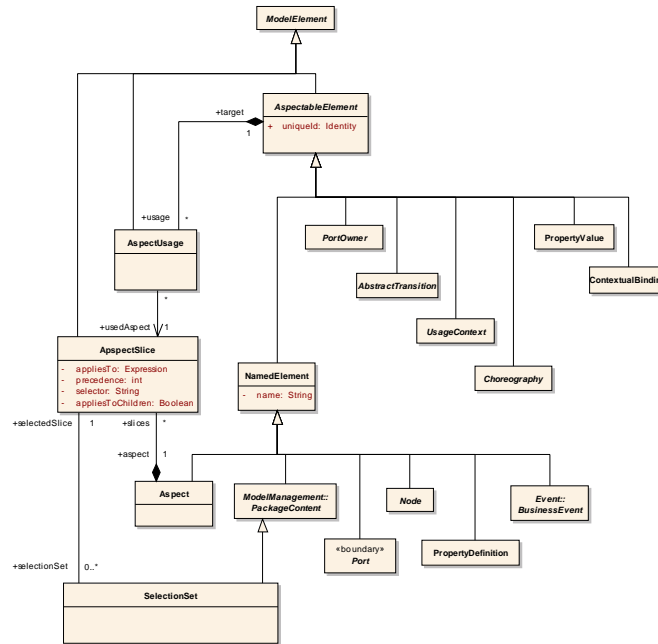 ModelElement
AspectableElement
+ uniqueId: Identity
+target
1
+usage
*
AspectUsage
PortOwner
PropertyValue
AbstractTransition
ContextualBindin
UsageContext
*
+usedAspect
1
ApspectSlice
- appliesTo: Expression
- precedence: int
- selector: String
- appliesToChildren: Boolean
NamedElement
- name: String
Choreography
+selectedSlice
1
+slices
*
+aspect
1
Aspect
ModelManagement::
PackageContent
Node
Event::
BusinessEvent
«boundary»
Port
PropertyDefinition
+selectionSet
0..*
SelectionSet